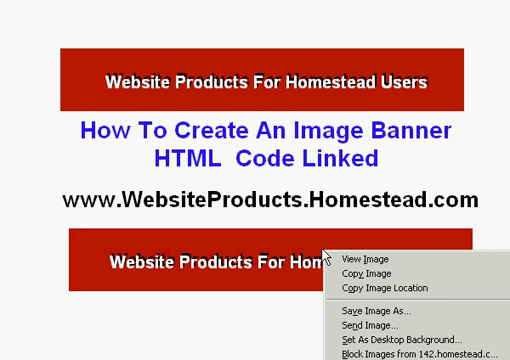 Website Products For Homestead Users
How To Create An Image Banner
HTML Code Linked
www.WebsiteProducts.Homestead.com
Website Products For Hom
View Image
Copy Image
Copy Image Location
Save Image As...
Send Image...
Set As Desktop Background...
Block Images from 142.homestead.c...